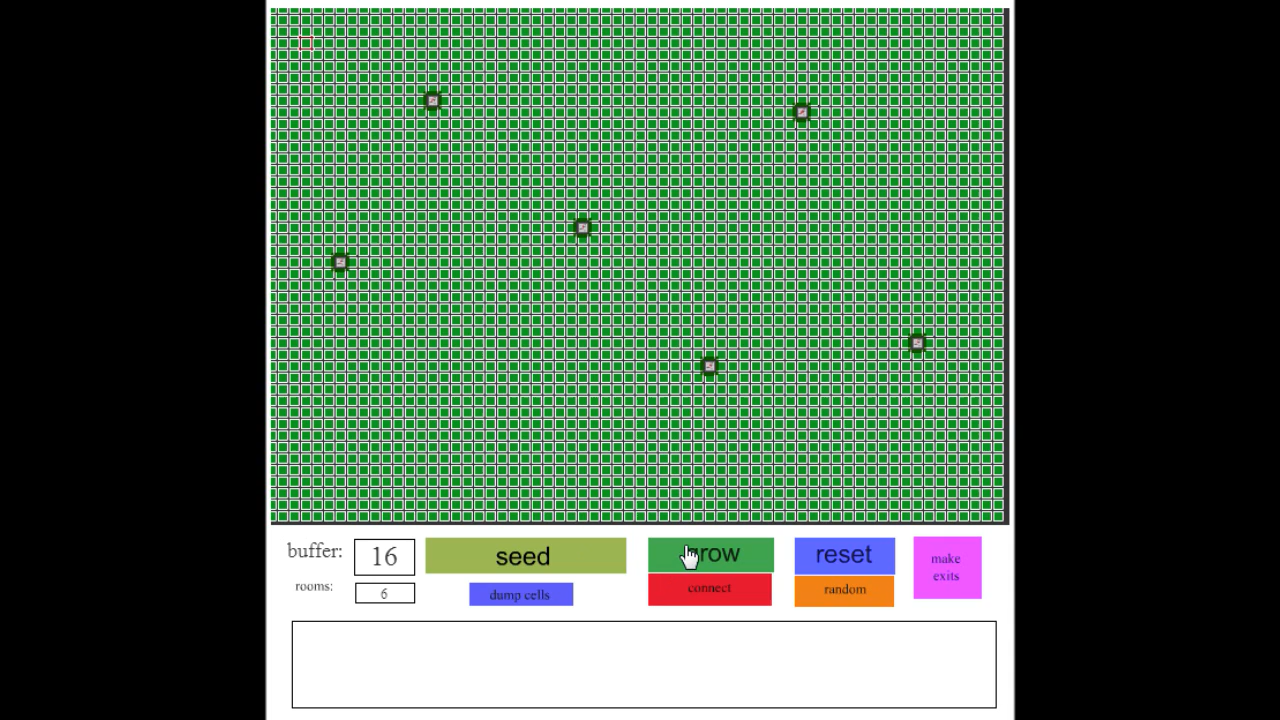 buffer:
16
seed
row
reset
make
exits
rooms:
6
dump cells
connect
random